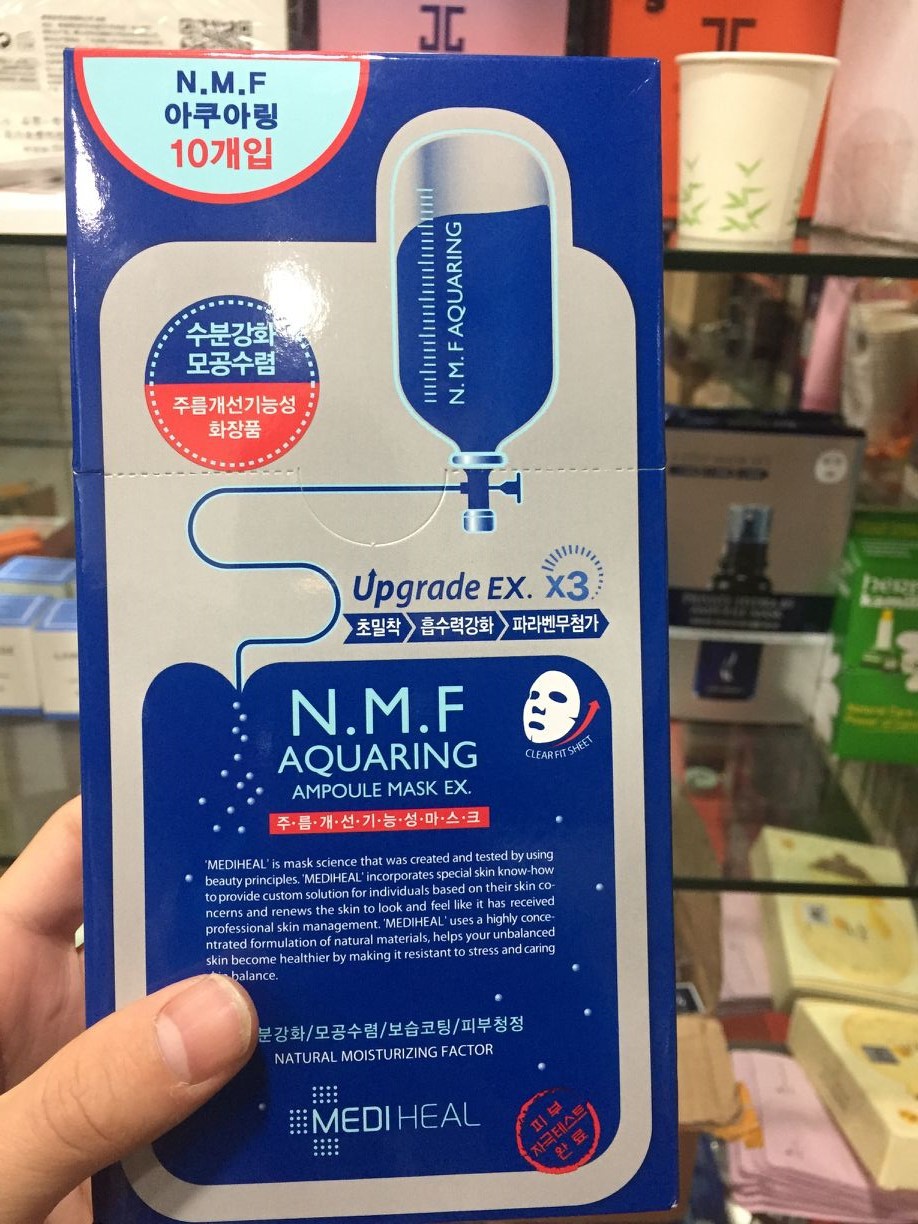 N.M.F
아쿠아링
10개입
N.M.F AQUARING
수분강화
모공수렴
주름개선기능성
화장품
Upgrade EX. x3
초밀착 흡수력강화 파라벤무첨가
N.M.F
AQUARING
AMPOULE MASK EX.
CLEAR FIT SHEET
주·름·개·선·기·능·성·마·스·크
'MEDIHEAL' is mask science that was created and tested by using
beauty principles. 'MEDIHEAL' incorporates special skin know-how
to provide custom solution for individuals based on their skin co-
ncerns and renews the skin to look and feel like it has received
professional skin management. 'MEDIHEAL' uses a highly conce-
ntrated formulation of natural materials, helps your unbalanced
skin become healthier by making it resistant to stress and caring
balance.
분강화/모공수렴/보습코팅/피부청정
NATURAL MOISTURIZING FACTOR
MEDIHEAL
피부
자극테스트
완료